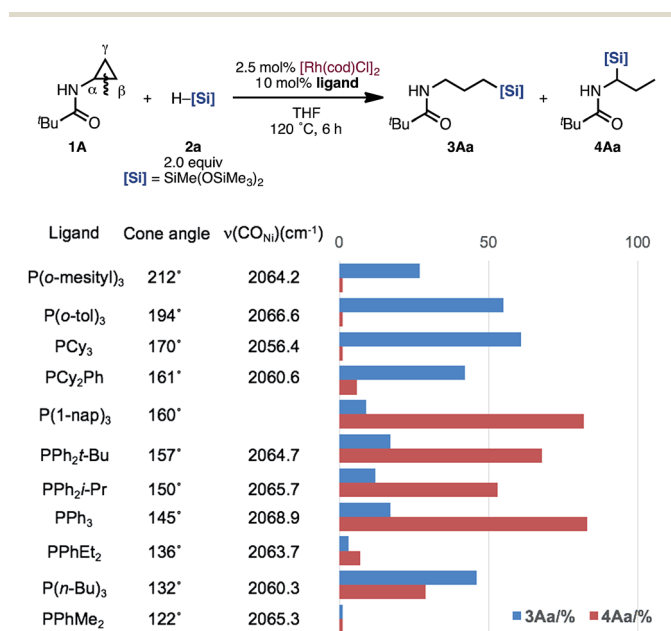 γ
HN α β
ᵗBu O
1A
+
H–[Si]
2a
2.0 equiv
[Si] = SiMe(OSiMe₃)₂
2.5 mol% [Rh(cod)Cl]₂
10 mol% ligand
THF
120 ˚C, 6 h
HN [Si]
ᵗBu O
3Aa
+
[Si]
HN
ᵗBu O
4Aa
Ligand Cone angle ν(CO_Ni)(cm⁻¹) 0 50 100
P(o-mesityl)₃ 212˚ 2064.2
P(o-tol)₃ 194˚ 2066.6
PCy₃ 170˚ 2056.4
PCy₂Ph 161˚ 2060.6
P(1-nap)₃ 160˚
PPh₂t-Bu 157˚ 2064.7
PPh₂i-Pr 150˚ 2065.7
PPh₃ 145˚ 2068.9
PPhEt₂ 136˚ 2063.7
P(n-Bu)₃ 132˚ 2060.3
PPhMe₂ 122˚ 2065.3
3Aa/% 4Aa/%